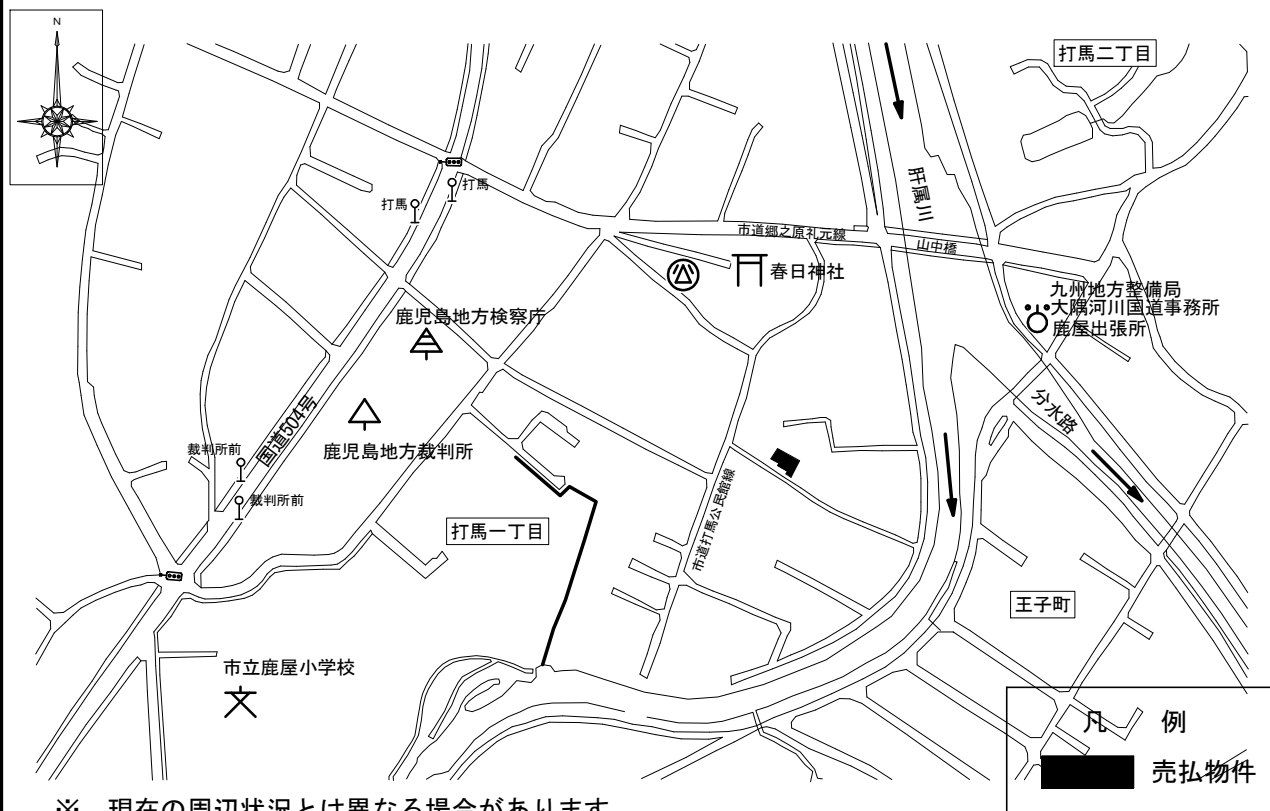 N
打馬二丁目
肝属川
打馬
打馬
市道郷之原礼元線
山中橋
春日神社
九州地方整備局
大隅河川国道事務所
鹿屋出張所
鹿児島地方検察庁
分水路
国道504号
鹿児島地方裁判所
裁判所前
裁判所前
市道打馬公民館線
打馬一丁目
王子町
市立鹿屋小学校
凡 例
売払物件
※ 現在の周辺状況とは異なる場合があります